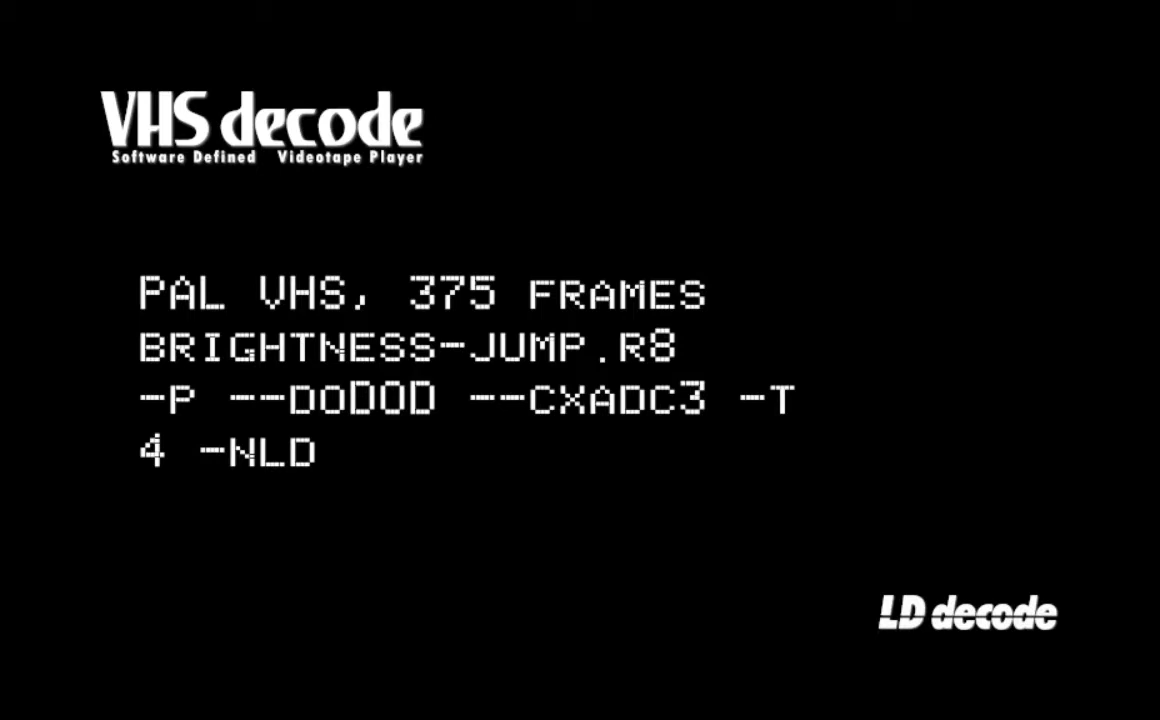 VHS decode
Software Defined Videotape Player
PAL VHS, 375 frames
brightness-jump.r8
-p --doDOD --cxadc3 -t
4 -nld
LD decode